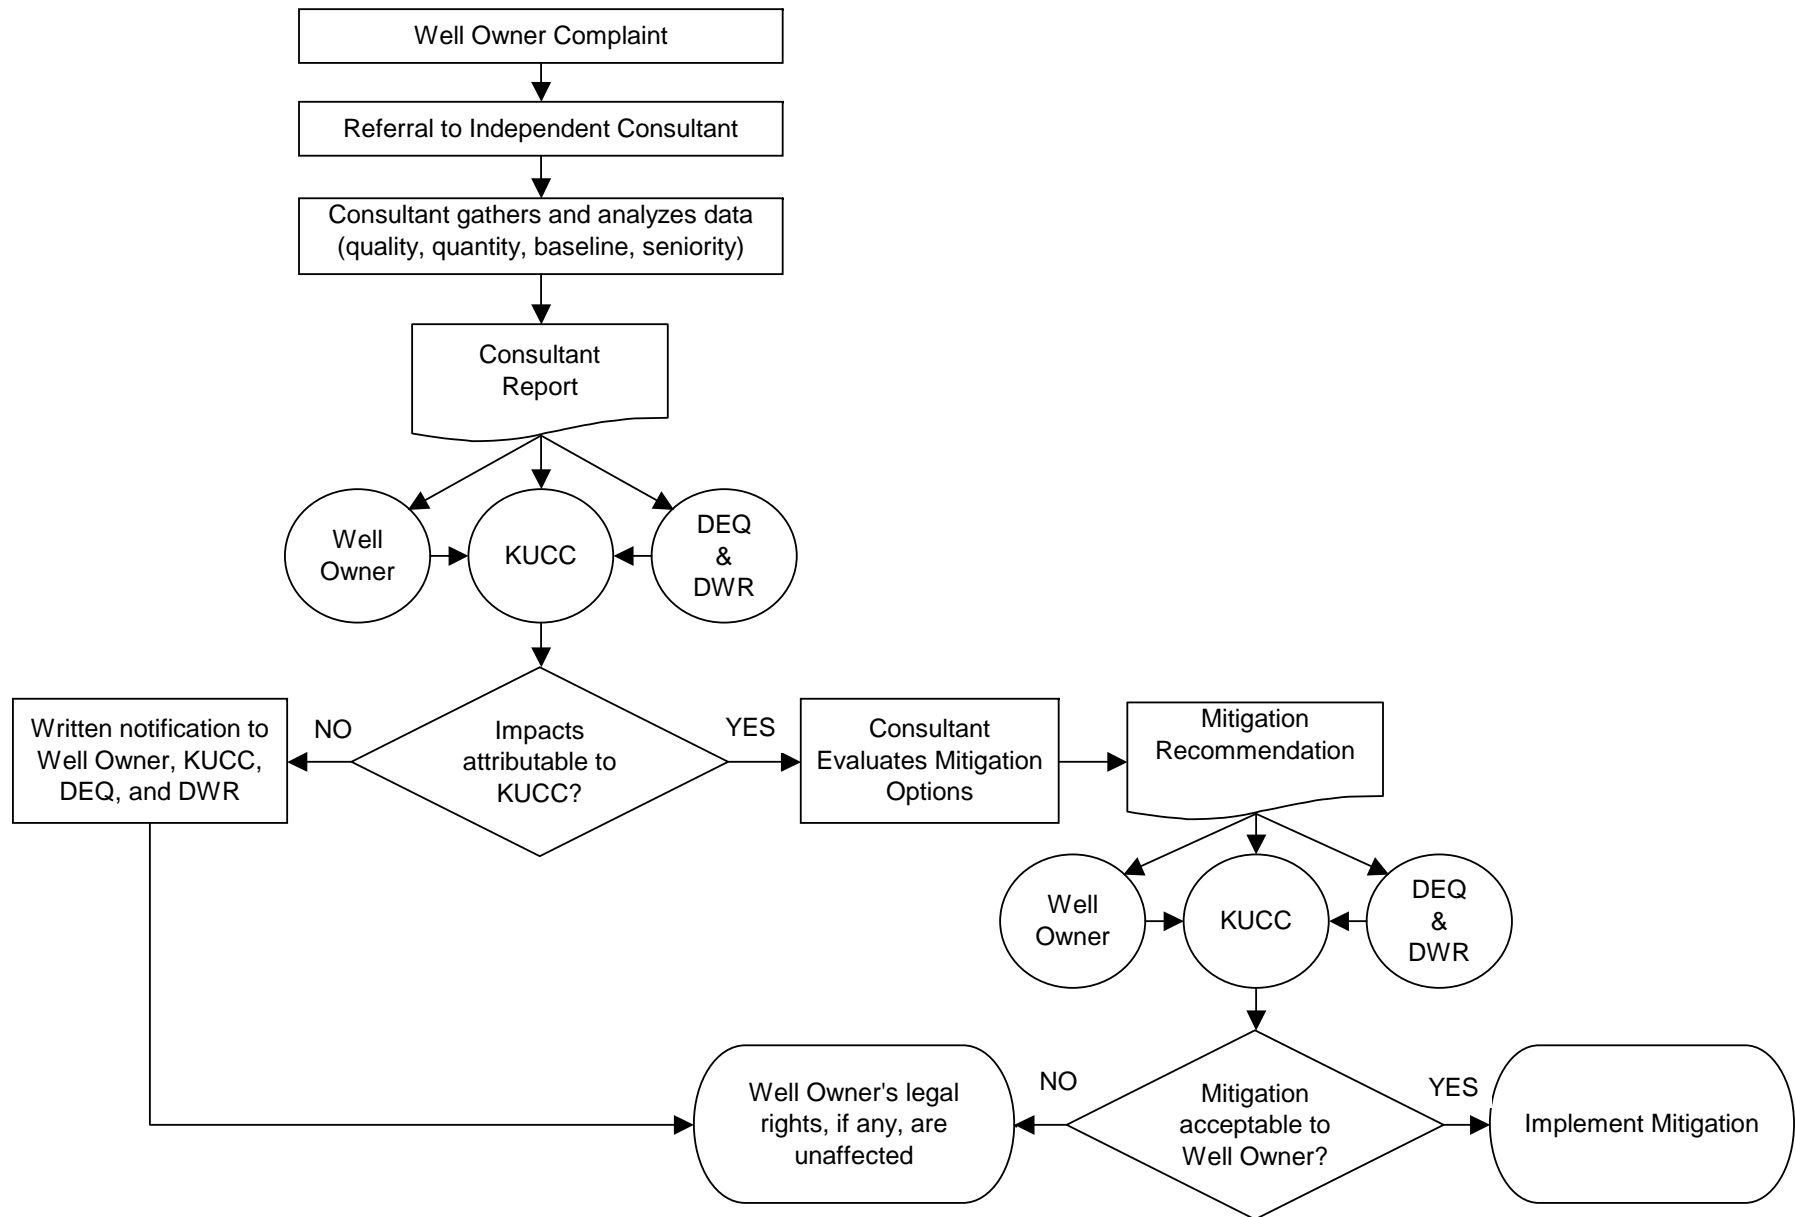 Well Owner Complaint
Referral to Independent Consultant
Consultant gathers and analyzes data
(quality, quantity, baseline, seniority)
Consultant
Report
Well
Owner
KUCC
DEQ
&
DWR
Written notification to
Well Owner, KUCC,
DEQ, and DWR
NO
Impacts
attributable to
KUCC?
YES
Consultant
Evaluates Mitigation
Options
Mitigation
Recommendation
Well
Owner
KUCC
DEQ
&
DWR
Well Owner's legal
rights, if any, are
unaffected
NO
Mitigation
acceptable to
Well Owner?
YES
Implement Mitigation